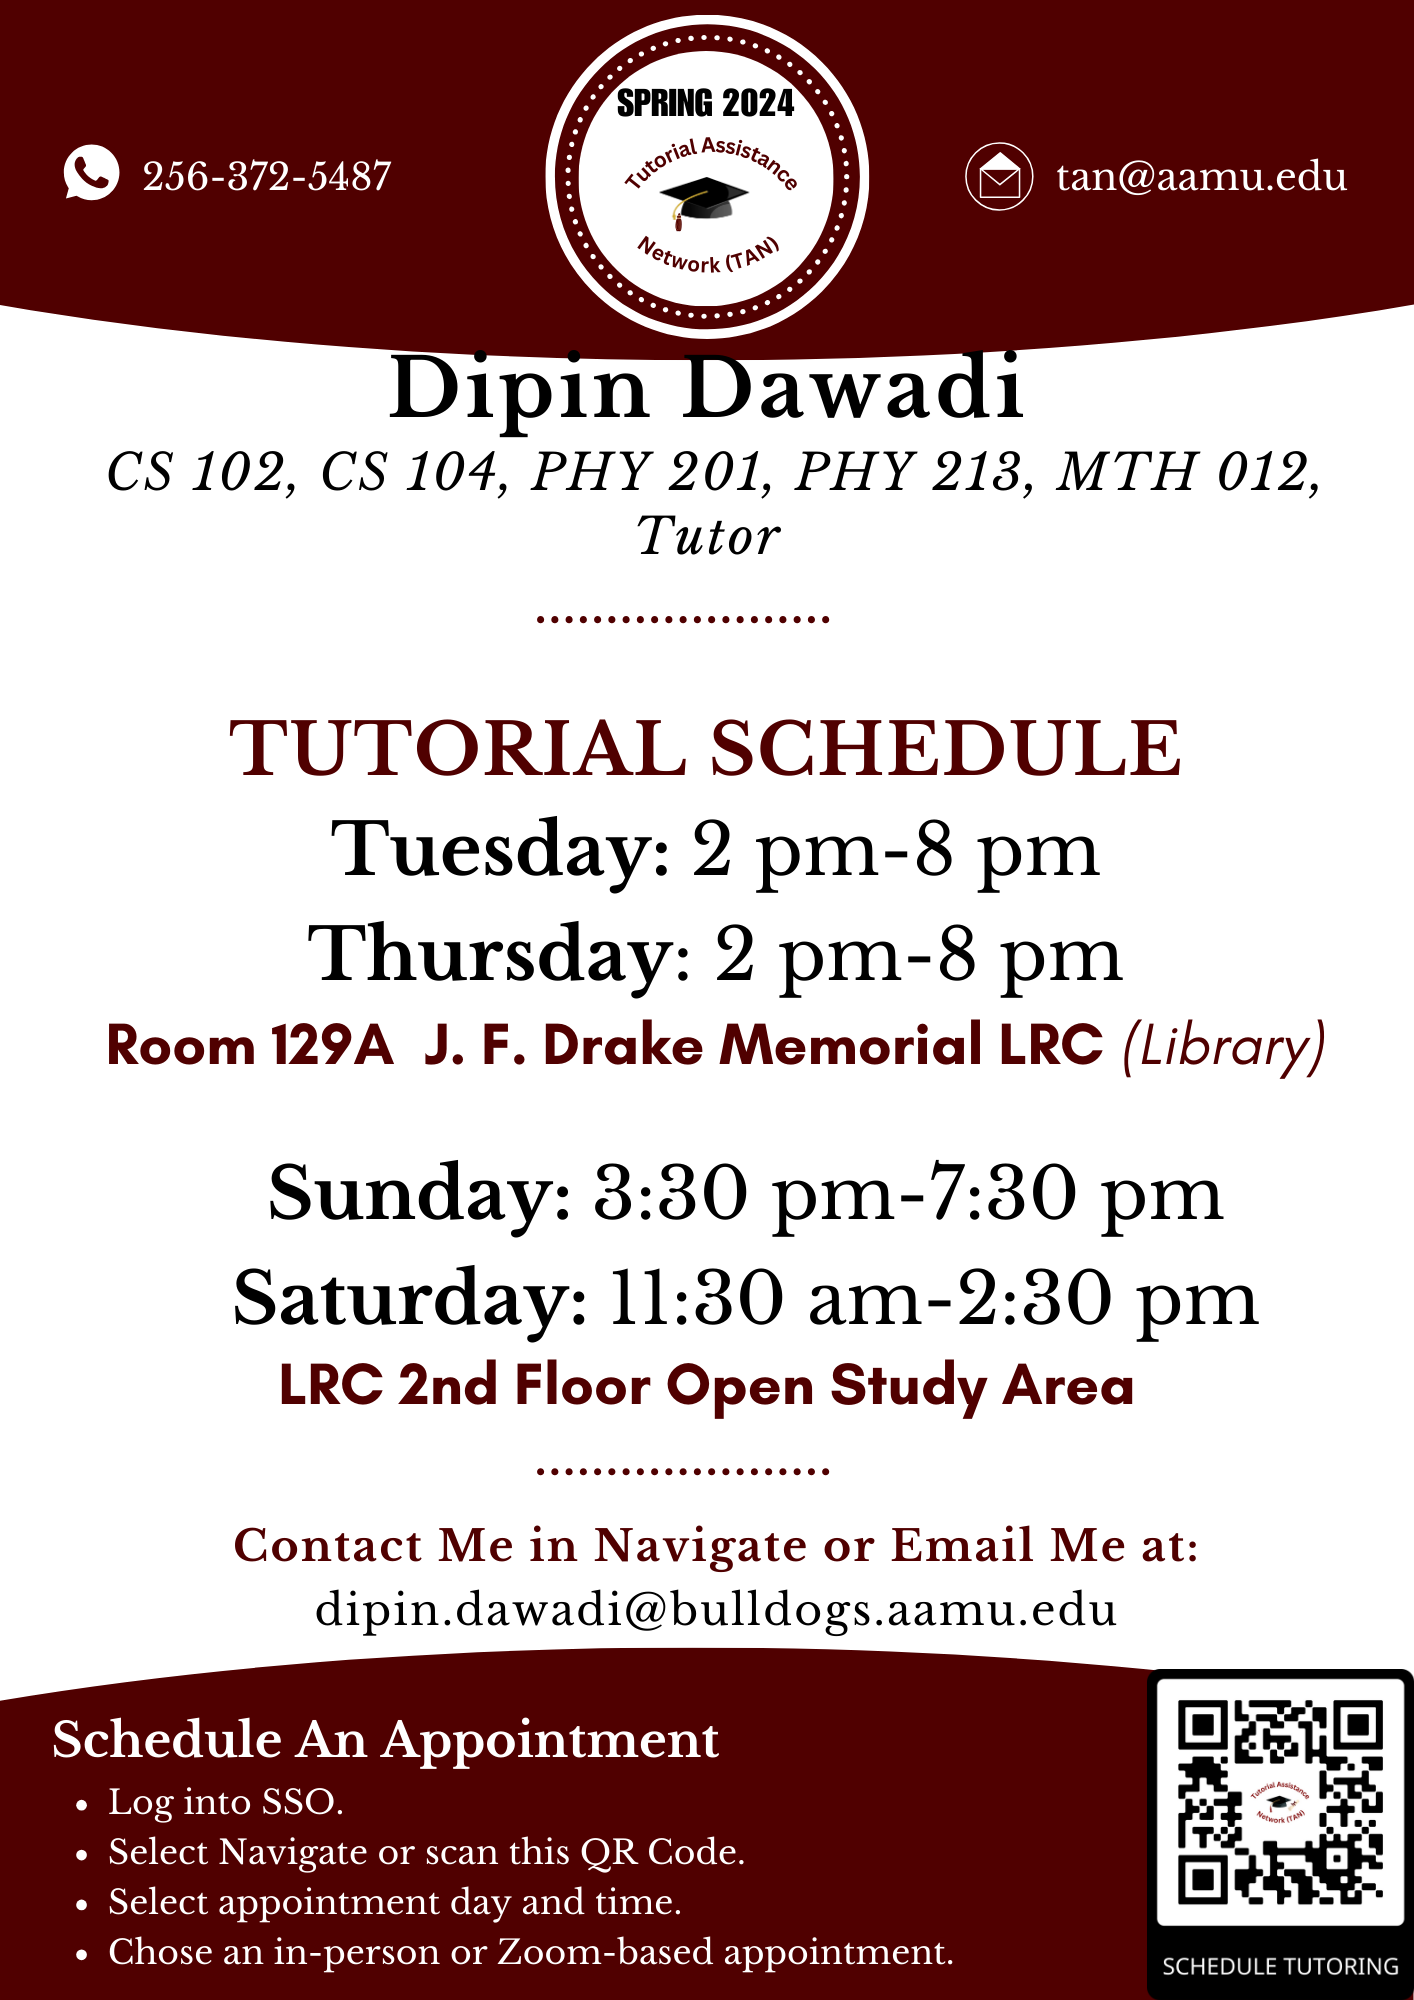 SPRING 2024
Tutorial Assistance
Network (TAN)
256-372-5487
tan@aamu.edu
Dipin Dawadi
CS 102, CS 104, PHY 201, PHY 213, MTH 012,
Tutor
TUTORIAL SCHEDULE
Tuesday: 2 pm-8 pm
Thursday: 2 pm-8 pm
Room 129A  J. F. Drake Memorial LRC (Library)
Sunday: 3:30 pm-7:30 pm
Saturday: 11:30 am-2:30 pm
LRC 2nd Floor Open Study Area
Contact Me in Navigate or Email Me at:
dipin.dawadi@bulldogs.aamu.edu
Schedule An Appointment
• Log into SSO.
• Select Navigate or scan this QR Code.
• Select appointment day and time.
• Chose an in-person or Zoom-based appointment.
Tutorial Assistance
Network (TAN)
SCHEDULE TUTORING